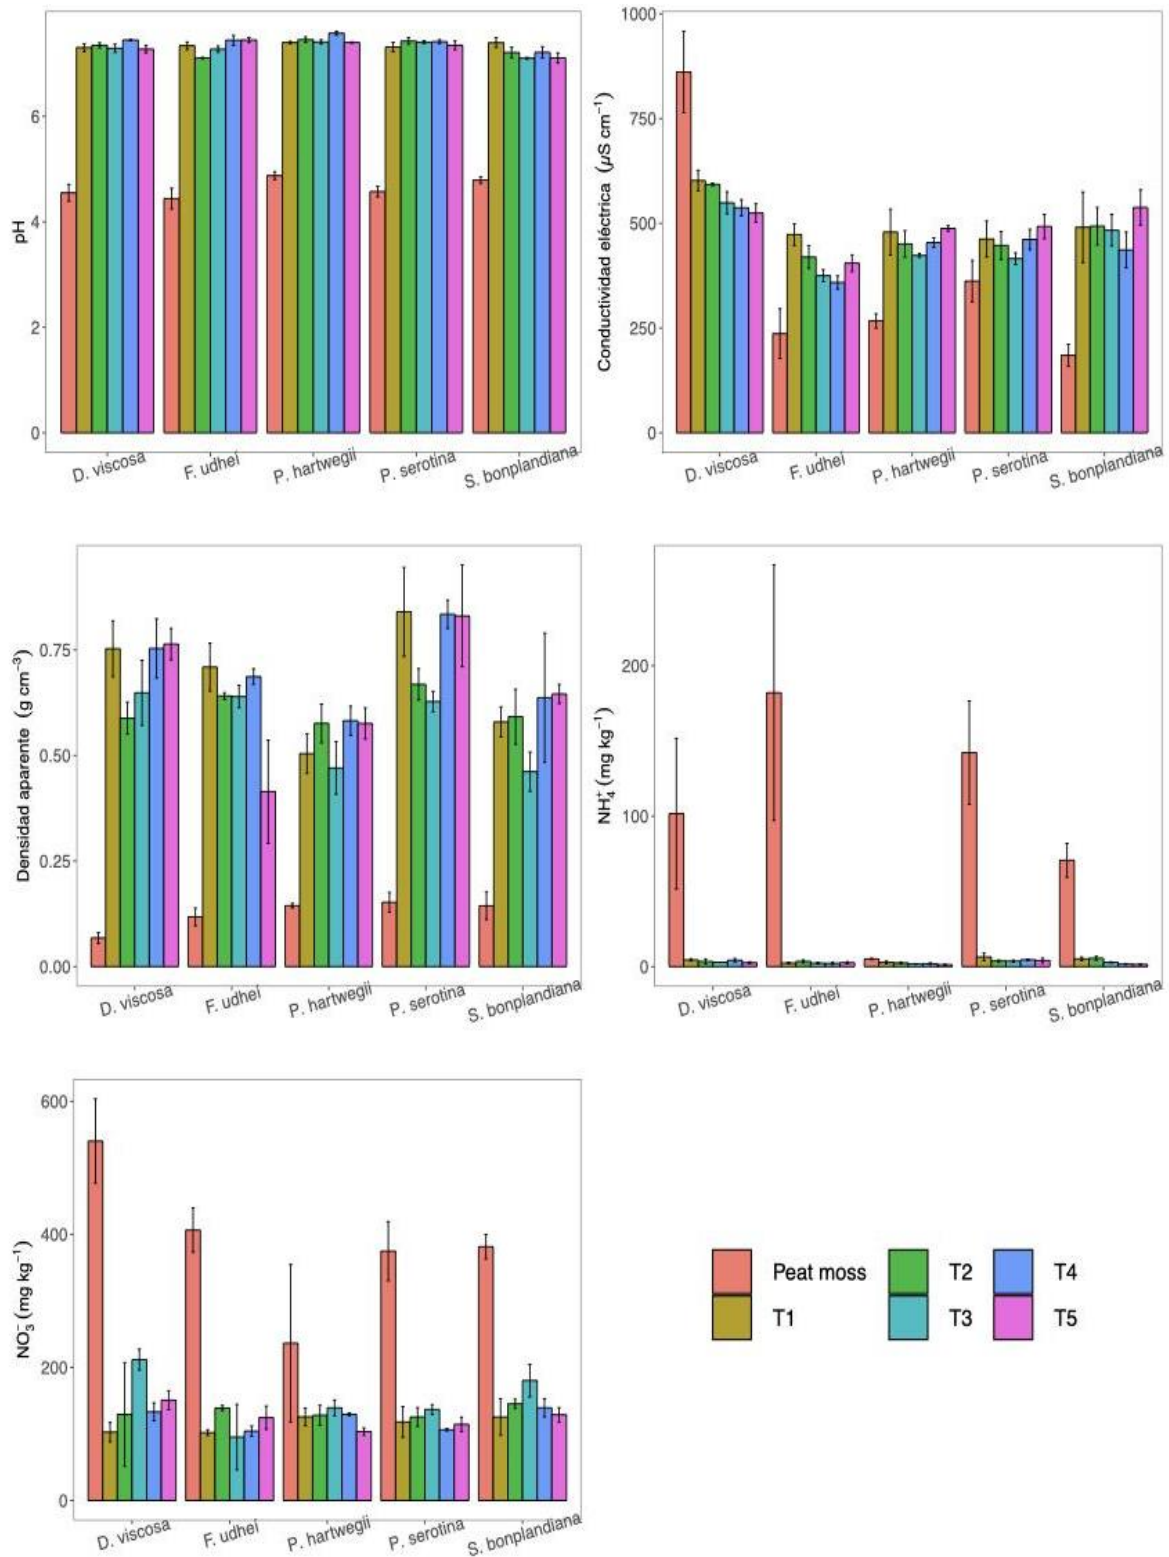 pH
6
4
2
0
D. viscosa
F. udhei
P. hartwegii
P. serotina
S. bonplandiana
Conductividad eléctrica (µS cm⁻¹)
1000
750
500
250
0
D. viscosa
F. udhei
P. hartwegii
P. serotina
S. bonplandiana
Densidad aparente (g cm⁻³)
0.75
0.50
0.25
0.00
D. viscosa
F. udhei
P. hartwegii
P. serotina
S. bonplandiana
NH₄⁺ (mg kg⁻¹)
200
100
0
D. viscosa
F. udhei
P. hartwegii
P. serotina
S. bonplandiana
NO₃⁻ (mg kg⁻¹)
600
400
200
0
D. viscosa
F. udhei
P. hartwegii
P. serotina
S. bonplandiana
Peat moss
T1
T2
T3
T4
T5